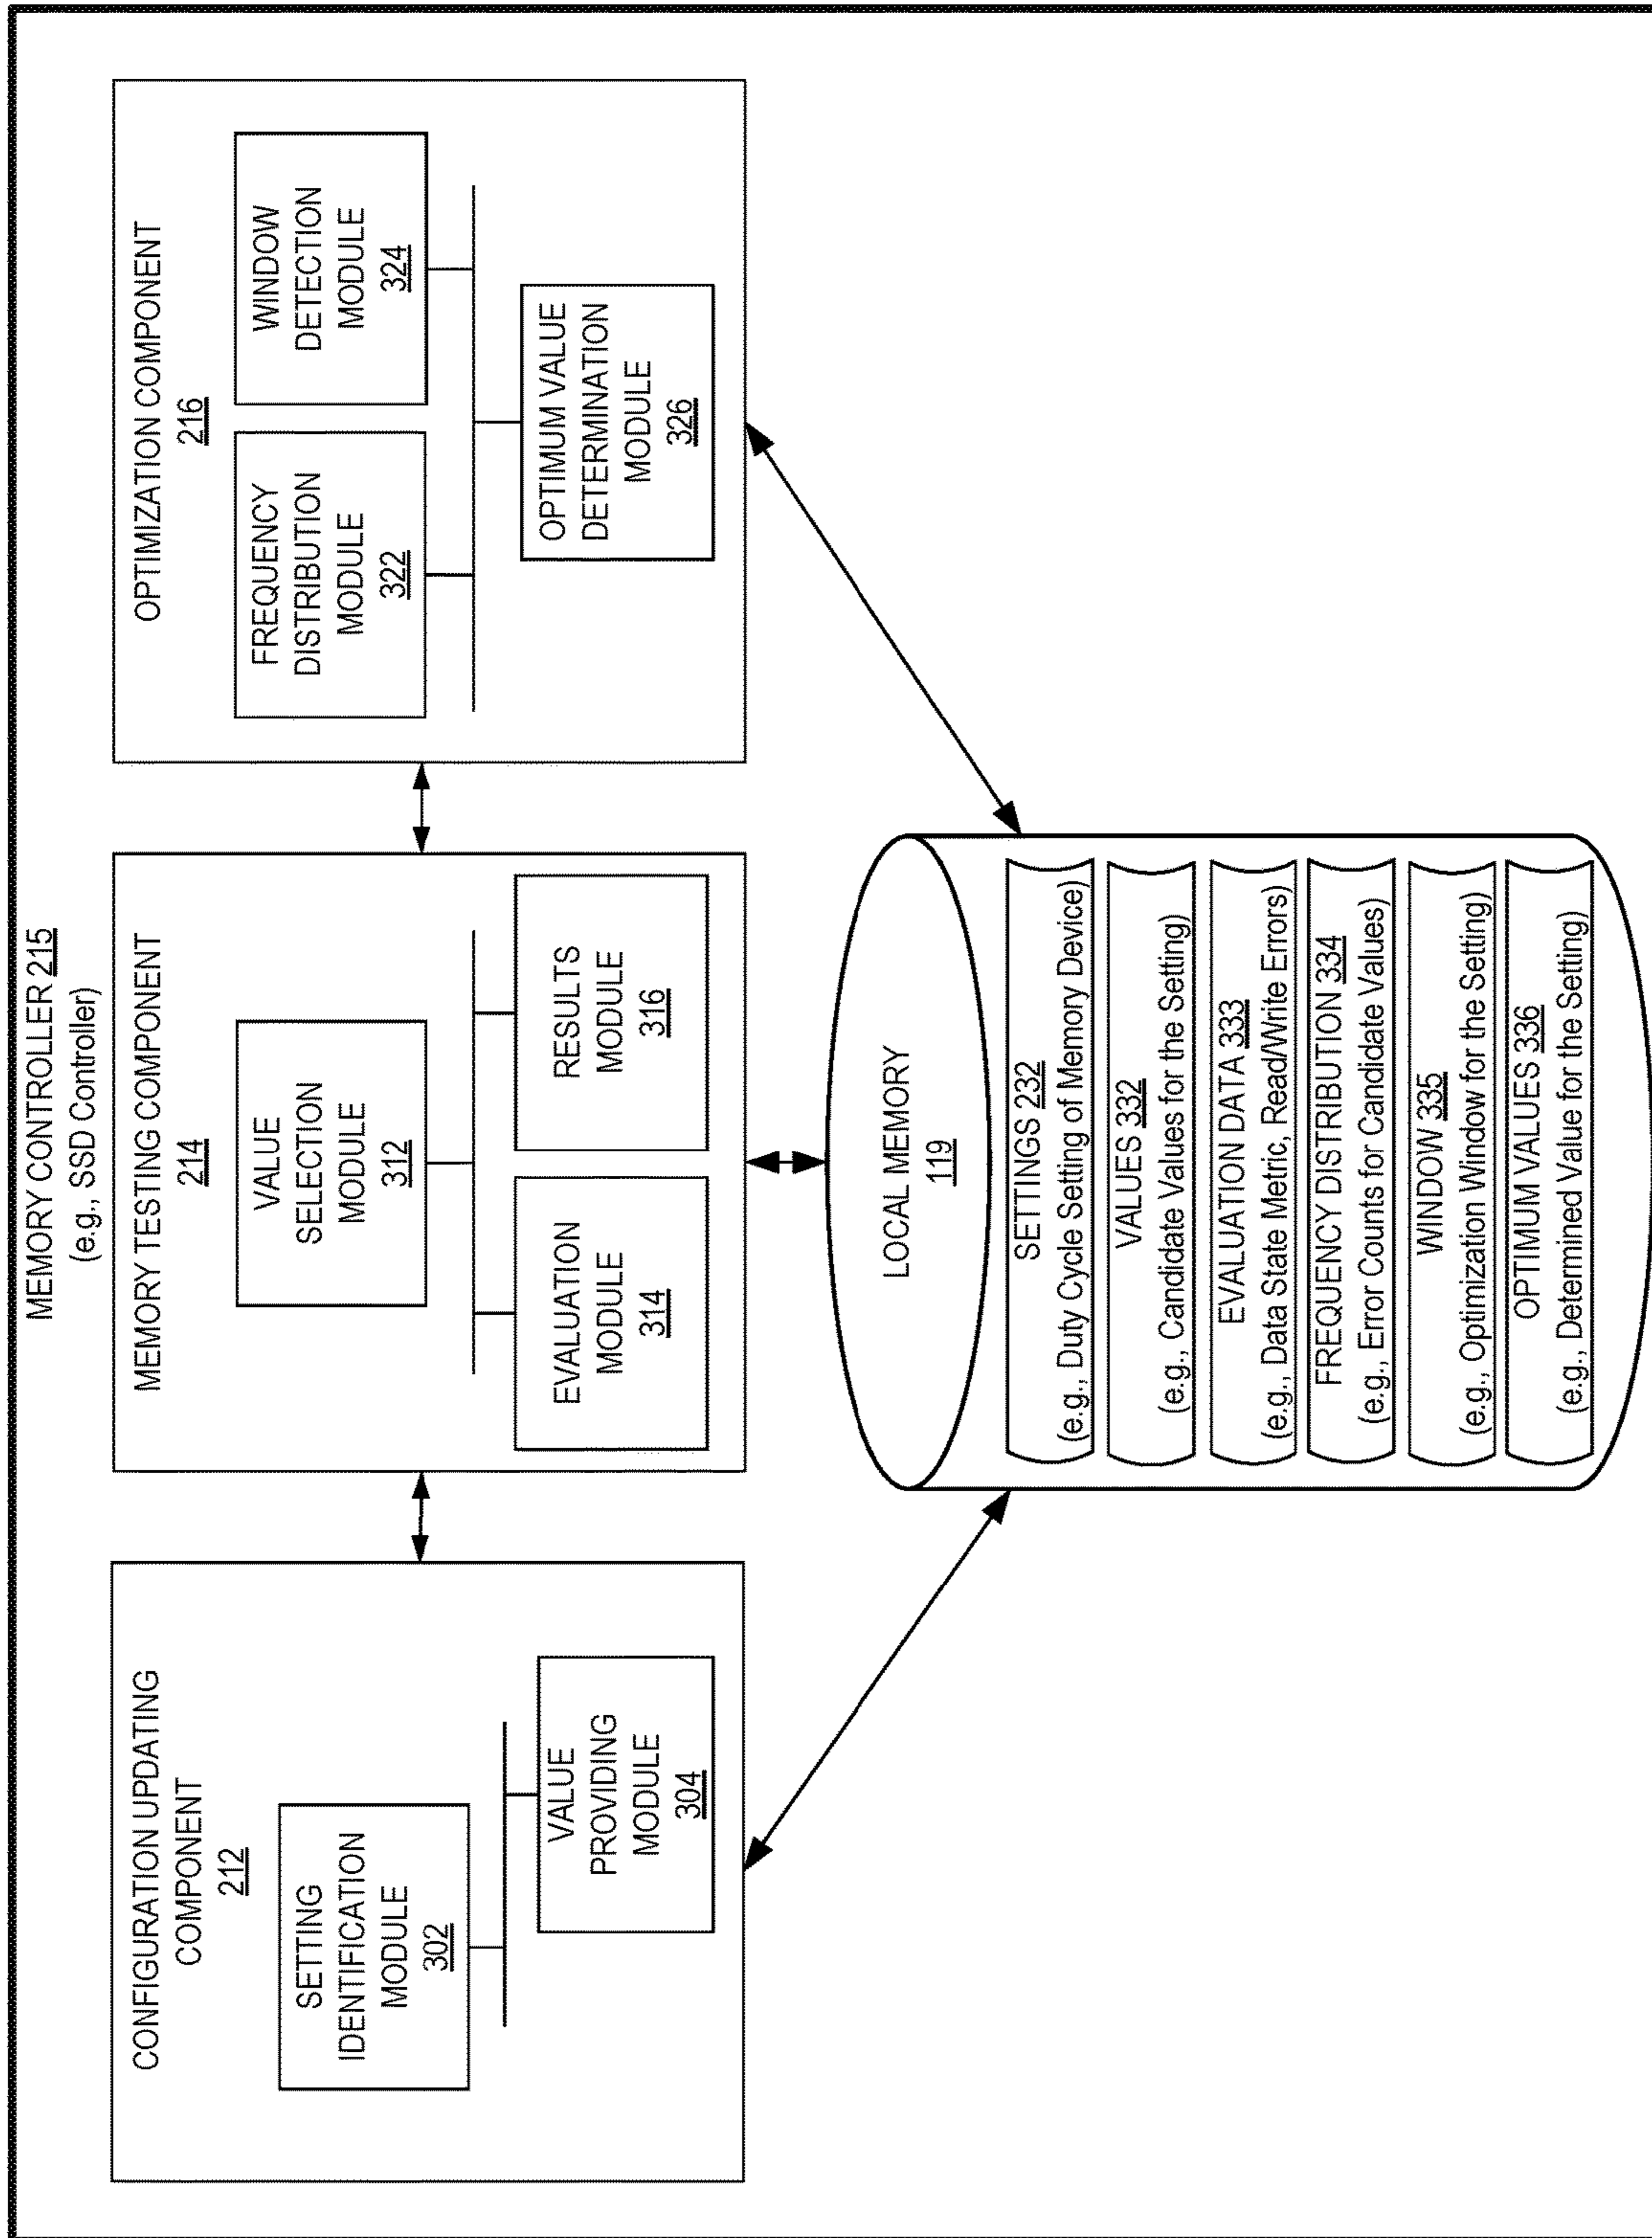 MEMORY CONTROLLER 215
(e.g., SSD Controller)
CONFIGURATION UPDATING
COMPONENT
212
SETTING
IDENTIFICATION
MODULE
302
VALUE
PROVIDING
MODULE
304
MEMORY TESTING COMPONENT
214
VALUE
SELECTION
MODULE
312
EVALUATION
MODULE
314
RESULTS
MODULE
316
OPTIMIZATION COMPONENT
216
FREQUENCY
DISTRIBUTION
MODULE
322
WINDOW
DETECTION
MODULE
324
OPTIMUM VALUE
DETERMINATION
MODULE
326
LOCAL MEMORY
119
SETTINGS 232
(e.g., Duty Cycle Setting of Memory Device)
VALUES 332
(e.g., Candidate Values for the Setting)
EVALUATION DATA 333
(e.g., Data State Metric, Read/Write Errors)
FREQUENCY DISTRIBUTION 334
(e.g., Error Counts for Candidate Values)
WINDOW 335
(e.g., Optimization Window for the Setting)
OPTIMUM VALUES 336
(e.g., Determined Value for the Setting)